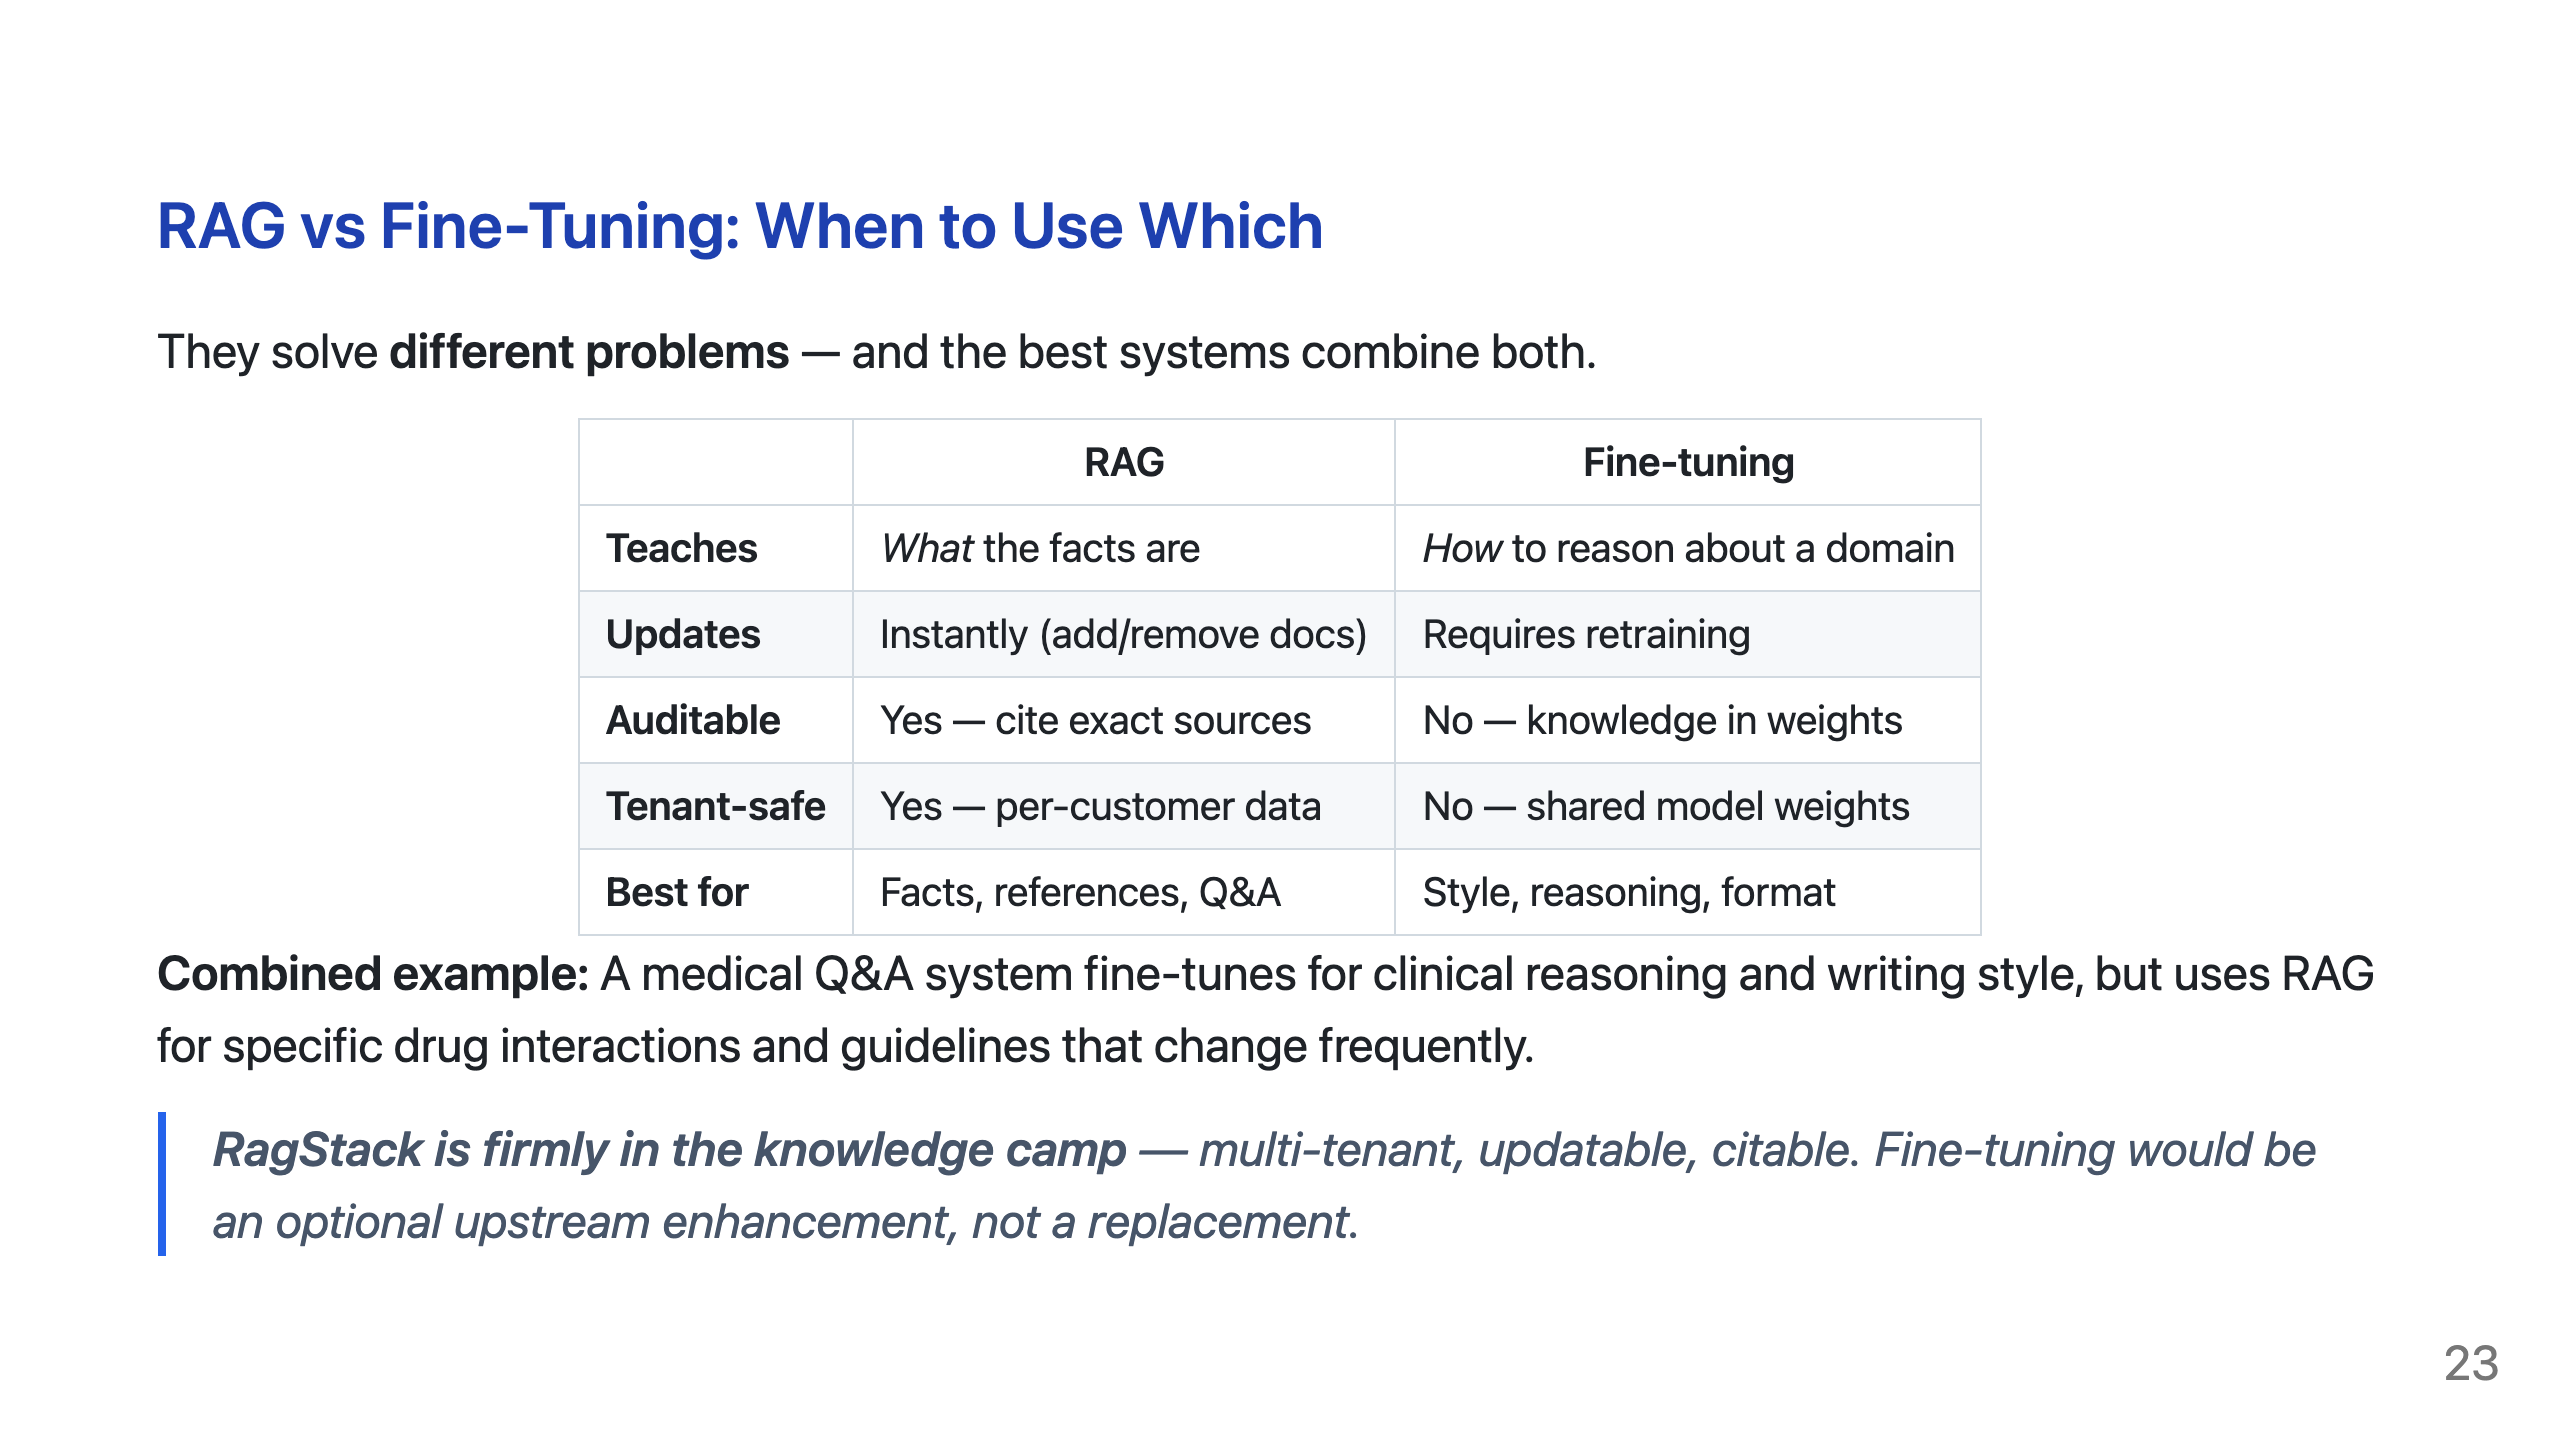 RAG vs Fine-Tuning: When to Use Which
They solve different problems — and the best systems combine both.
RAG Fine-tuning
Teaches What the facts are How to reason about a domain
Updates Instantly (add/remove docs) Requires retraining
Auditable Yes — cite exact sources No — knowledge in weights
Tenant-safe Yes — per-customer data No — shared model weights
Best for Facts, references, Q&A Style, reasoning, format
Combined example: A medical Q&A system fine-tunes for clinical reasoning and writing style, but uses RAG
for specific drug interactions and guidelines that change frequently.
RagStack is firmly in the knowledge camp — multi-tenant, updatable, citable. Fine-tuning would be
an optional upstream enhancement, not a replacement.
23